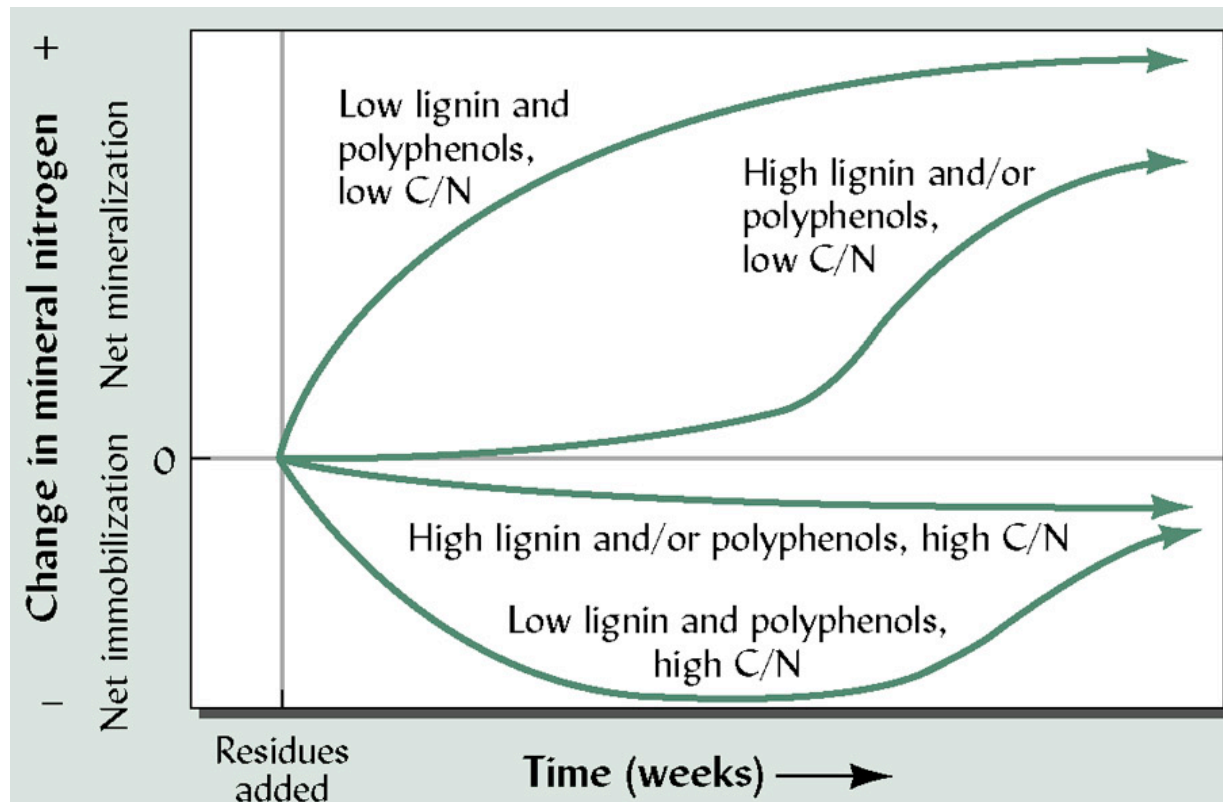 Change in mineral nitrogen
− +
Net immobilization Net mineralization
0
Low lignin and
polyphenols,
low C/N
High lignin and/or
polyphenols,
low C/N
High lignin and/or polyphenols, high C/N
Low lignin and polyphenols,
high C/N
Residues
added
Time (weeks)